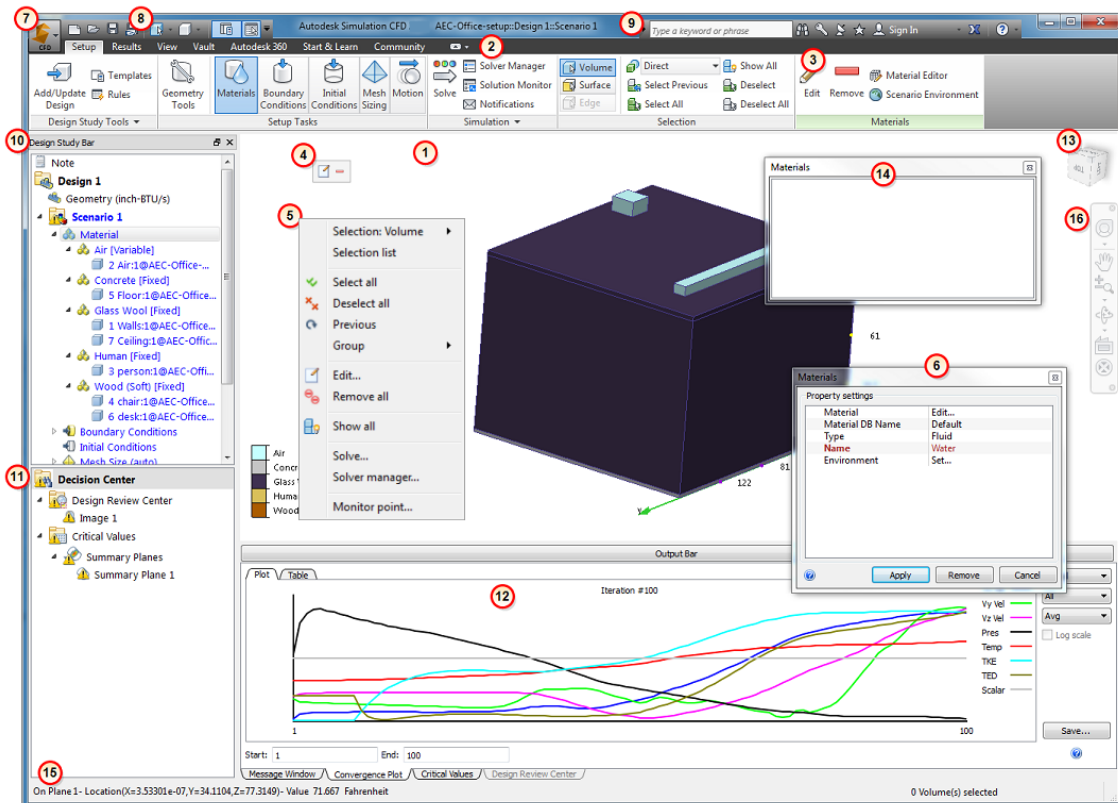 7
8
Autodesk Simulation CFD AEC-Office-setup::Design 1::Scenario 1
9
Type a keyword or phrase
Sign In
CFD
Setup Results View Vault Autodesk 360 Start & Learn Community
2
Add/Update Design
Templates
Rules
Design Study Tools
Geometry Tools
Materials
Boundary Conditions
Initial Conditions
Mesh Sizing
Motion
Setup Tasks
Solve
Solver Manager
Solution Monitor
Notifications
Simulation
Volume
Surface
Edge
Direct
Select Previous
Select All
Show All
Deselect
Deselect All
Selection
3
Edit
Remove
Material Editor
Scenario Environment
Materials
10
Design Study Bar
Note
Design 1
Geometry (inch-BTU/s)
Scenario 1
Material
Air [Variable]
2 Air:1@AEC-Office-...
Concrete [Fixed]
5 Floor:1@AEC-Office...
Glass Wool [Fixed]
1 Walls:1@AEC-Office...
7 Ceiling:1@AEC-Offic...
Human [Fixed]
3 person:1@AEC-Offi...
Wood (Soft) [Fixed]
4 chair:1@AEC-Office...
6 desk:1@AEC-Office...
Boundary Conditions
Initial Conditions
Mesh Size (auto)
11
Decision Center
Design Review Center
Image 1
Critical Values
Summary Planes
Summary Plane 1
4
1
5
Selection: Volume
Selection list
Select all
Deselect all
Previous
Group
Edit...
Remove all
Show all
Solve...
Solver manager...
Monitor point...
Air
Concr
Glass
Huma
Wood
Materials
14
13
16
61
81
122
Y
6
Materials
Property settings
Material Edit...
Material DB Name Default
Type Fluid
Name Water
Environment Set...
Apply
Remove
Cancel
Output Bar
Plot
Table
12
Iteration #100
1
100
Vy Vel
Vz Vel
Pres
Temp
TKE
TED
Scalar
All
Avg
Log scale
Save...
Start: 1
End: 100
Message Window
Convergence Plot
Critical Values
Design Review Center
15
On Plane 1- Location(X=3.53301e-07,Y=34.1104,Z=77.3149)- Value 71.667 Fahrenheit
0 Volume(s) selected